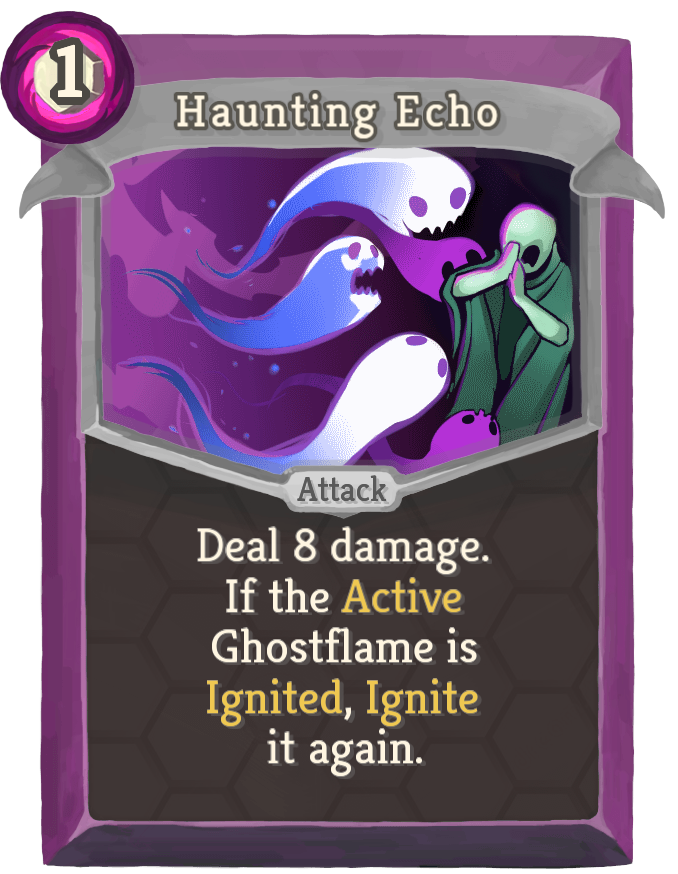 1
Haunting Echo
Attack
Deal 8 damage.
If the Active
Ghostflame is
Ignited, Ignite
it again.